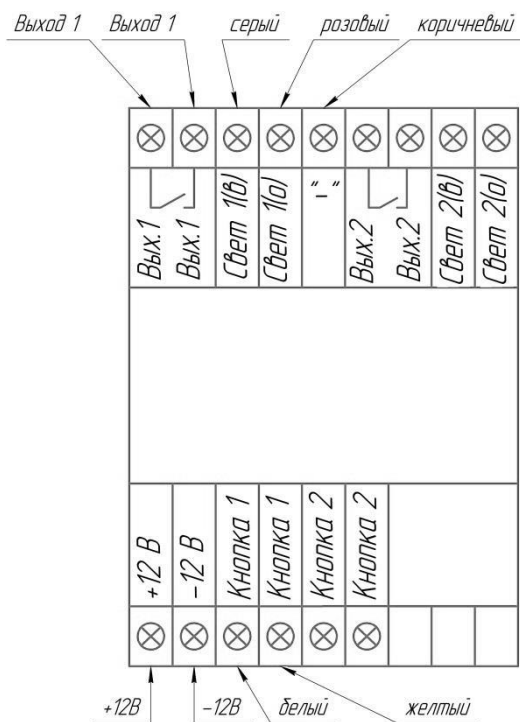 Выход 1 Выход 1 серый розовый коричневый
Вых.1
Вых.1
Свет 1(в)
Свет 1(о)
"–"
Вых.2
Вых.2
Свет 2(в)
Свет 2(о)
+12 В
–12 В
Кнопка 1
Кнопка 1
Кнопка 2
Кнопка 2
+12В –12В белый желтый